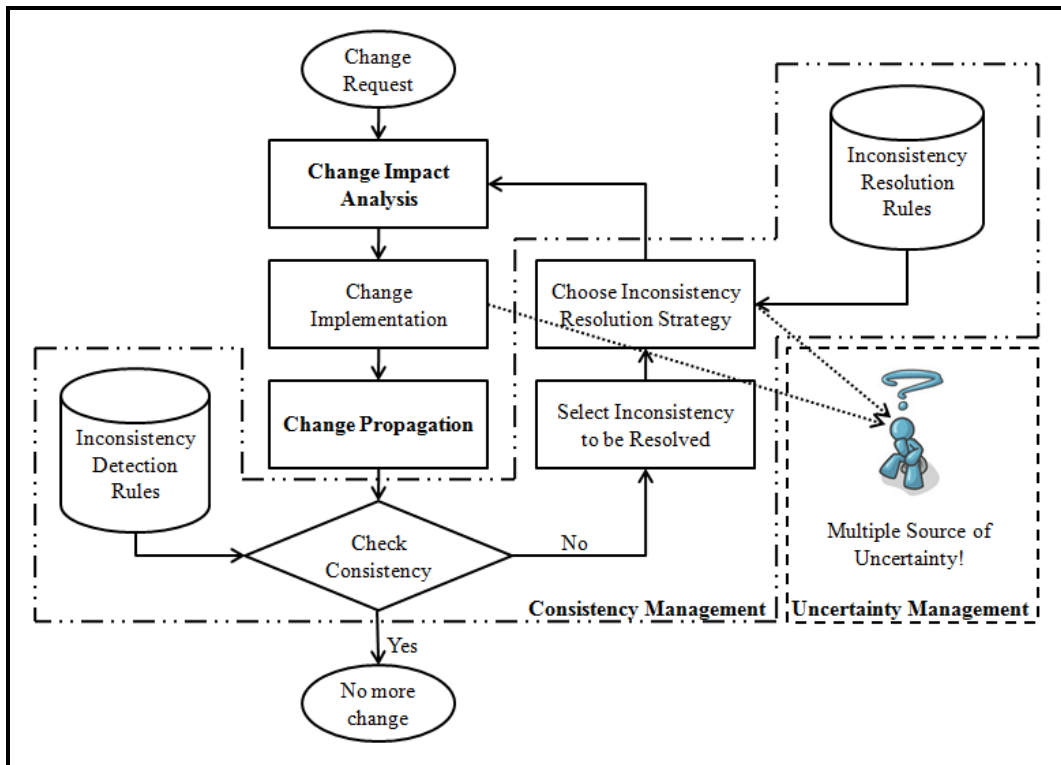 Change
Request
Change Impact
Analysis
Inconsistency
Resolution
Rules
Change
Implementation
Choose Inconsistency
Resolution Strategy
Change Propagation
Select Inconsistency
to be Resolved
Inconsistency
Detection
Rules
Multiple Source of
Uncertainty!
Check
Consistency
No
Consistency Management
Uncertainty Management
Yes
No more
change